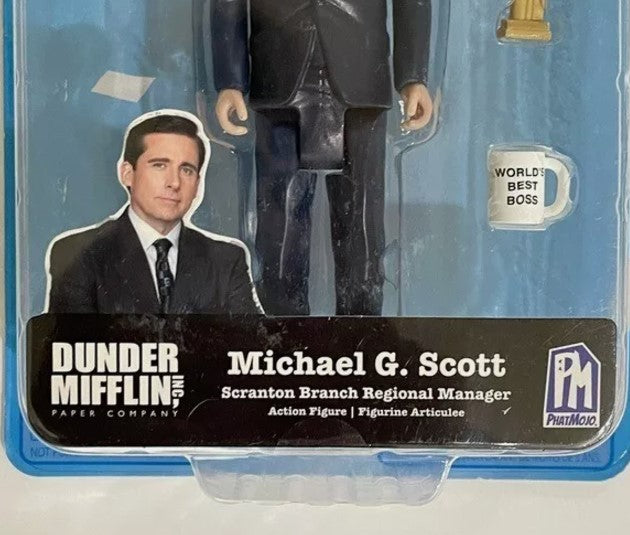 WORLD'S
BEST
BOSS
DUNDER
MIFFLIN, INC.
PAPER COMPANY
Michael G. Scott
Scranton Branch Regional Manager
Action Figure | Figurine Articulee
PM
PHATMOJO.